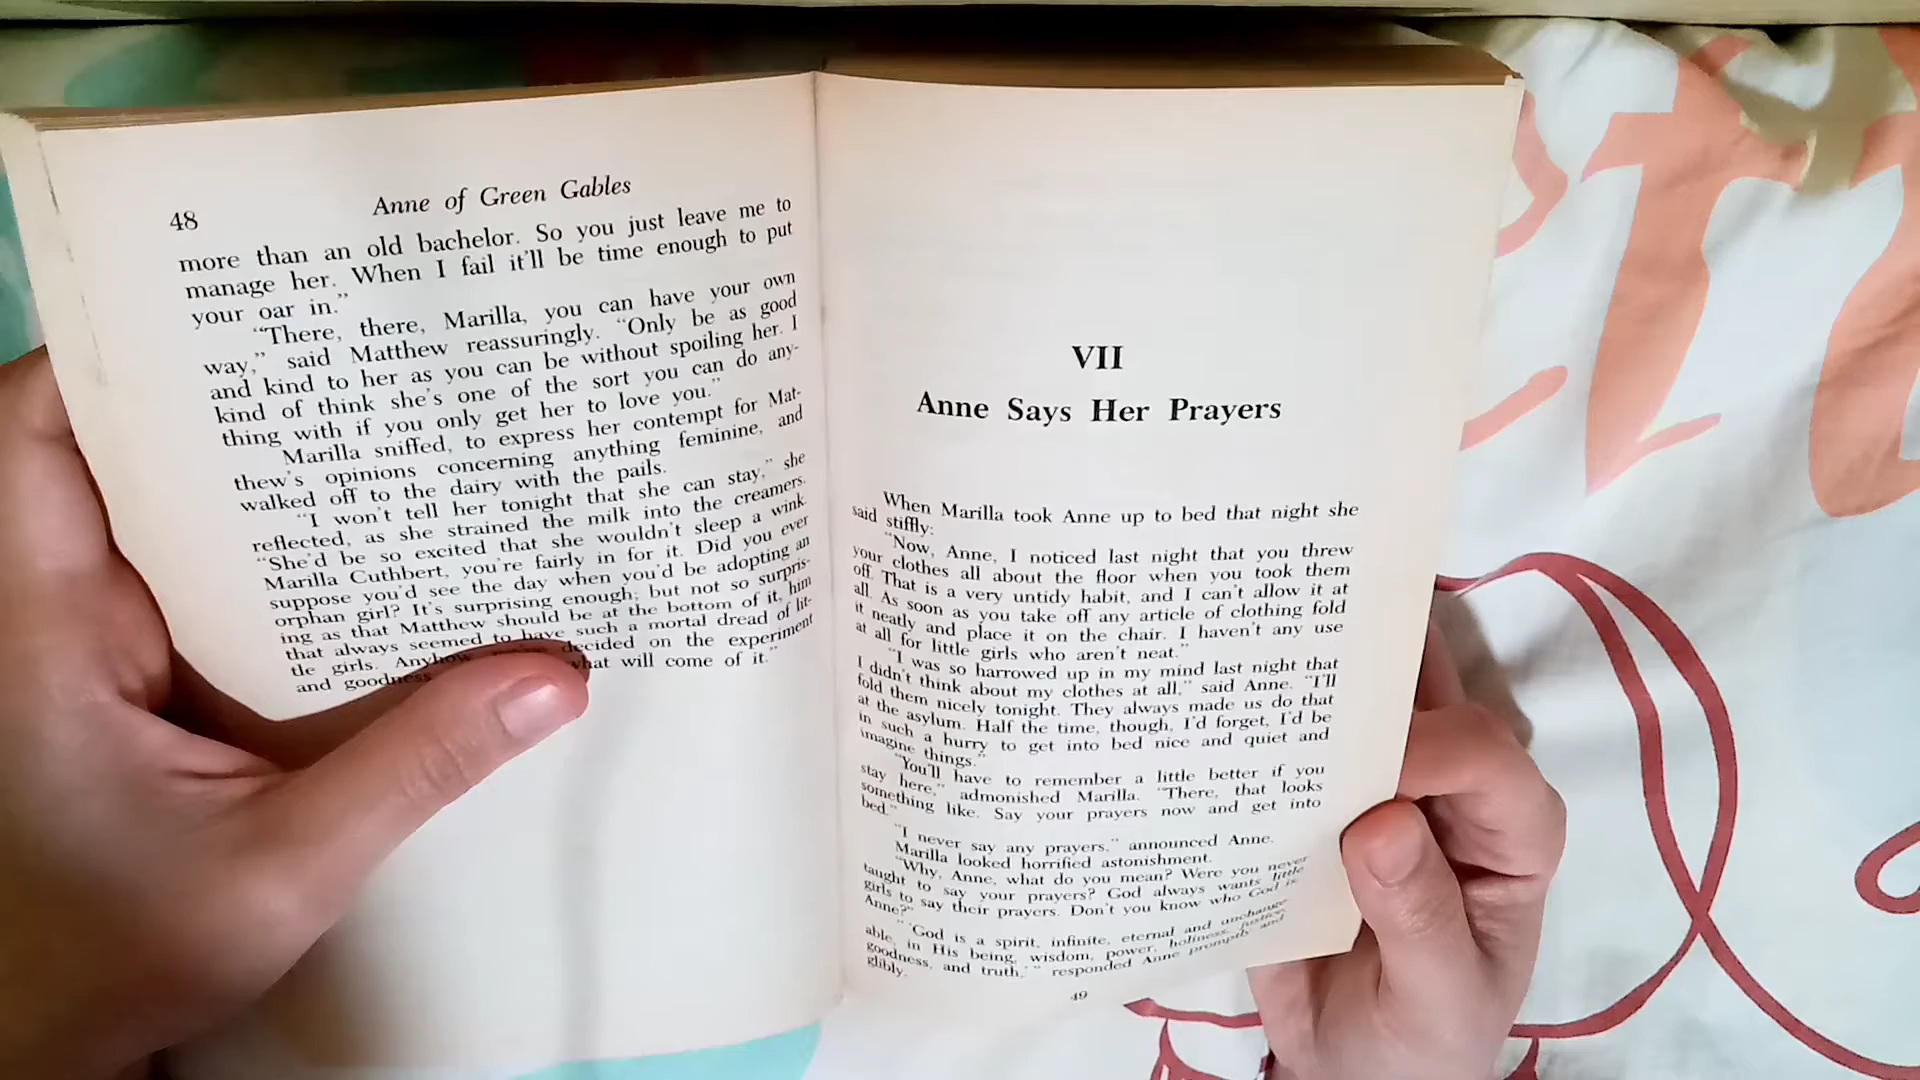 48
Anne of Green Gables
more than an old bachelor. So you just leave me to
manage her. When I fail it'll be time enough to put
your oar in."
"There, there, Marilla, you can have your own
way," said Matthew reassuringly. "Only be as good
and kind to her as you can be without spoiling her. I
kind of think she's one of the sort you can do any-
thing with if you only get her to love you."
Marilla sniffed, to express her contempt for Mat-
thew's opinions concerning anything feminine, and
walked off to the dairy with the pails.
"I won't tell her tonight that she can stay," she
reflected, as she strained the milk into the creamers.
"She'd be so excited that she wouldn't sleep a wink.
Marilla Cuthbert, you're fairly in for it. Did you ever
suppose you'd see the day when you'd be adopting an
orphan girl? It's surprising enough; but not so surpris-
ing as that Matthew should be at the bottom of it, him
that always seemed to have such a mortal dread of lit-
tle girls. Anyhow, decided on the experiment
and goodness what will come of it."
VII
Anne Says Her Prayers
When Marilla took Anne up to bed that night she
said stiffly:
"Now, Anne, I noticed last night that you threw
your clothes all about the floor when you took them
off. That is a very untidy habit, and I can't allow it at
all. As soon as you take off any article of clothing fold
it neatly and place it on the chair. I haven't any use
at all for little girls who aren't neat."
"I was so harrowed up in my mind last night that
I didn't think about my clothes at all," said Anne. "I'll
fold them nicely tonight. They always made us do that
at the asylum. Half the time, though, I'd forget, I'd be
in such a hurry to get into bed nice and quiet and
imagine things."
"You'll have to remember a little better if you
stay here," admonished Marilla. "There, that looks
something like. Say your prayers now and get into
bed."
"I never say any prayers," announced Anne.
Marilla looked horrified astonishment.
"Why, Anne, what do you mean? Were you never
taught to say your prayers? God always wants little
girls to say their prayers. Don't you know who God is,
Anne?"
"'God is a spirit, infinite, eternal and unchange-
able, in His being, wisdom, power, holiness, justice,
goodness, and truth,'" responded Anne promptly and
glibly.
49